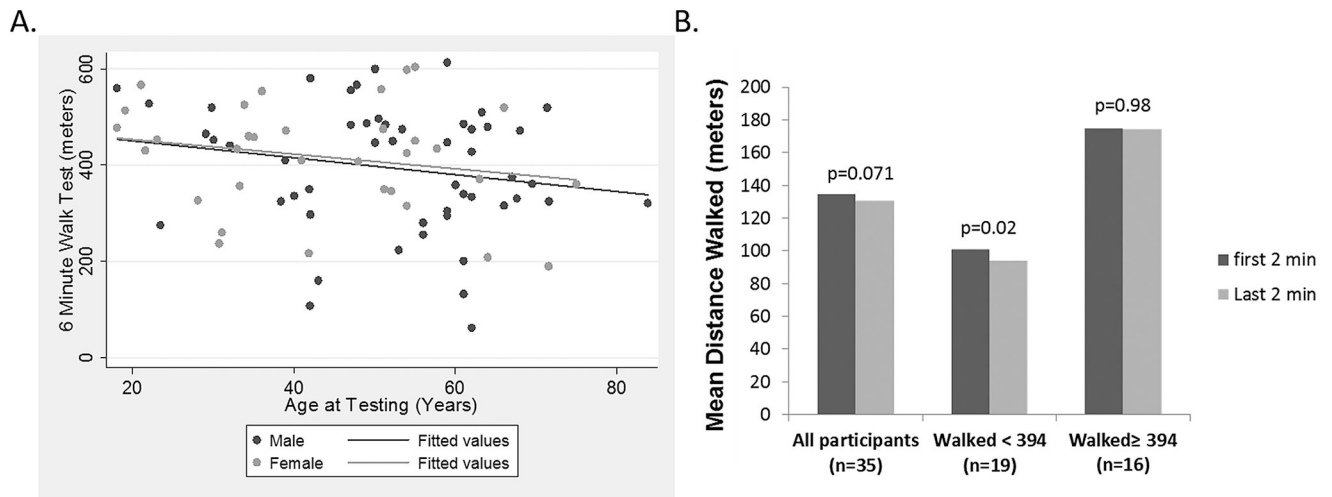 A.
6 Minute Walk Test (meters)
600
400
200
0
20 40 60 80
Age at Testing (Years)
Male Fitted values
Female Fitted values
B.
Mean Distance Walked (meters)
200
180
160
140
120
100
80
60
40
20
0
p=0.071
p=0.02
p=0.98
All participants Walked < 394 Walked≥ 394
(n=35) (n=19) (n=16)
first 2 min
Last 2 min